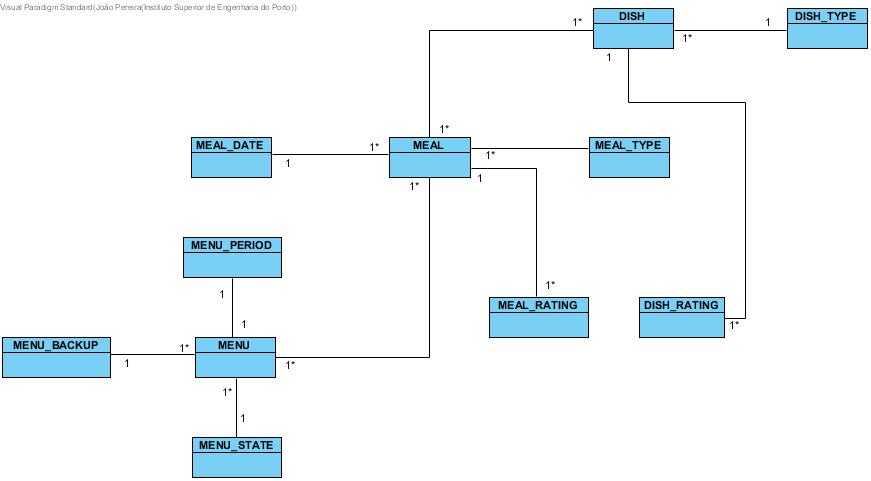 Visual Paradigm Standard(João Pereira(Instituto Superior de Engenharia do Porto))
DISH
DISH_TYPE
1*
1
1*
1
1*
MEAL_DATE
1*
MEAL
MEAL_TYPE
1*
1
1
1*
MENU_PERIOD
1*
1
MEAL_RATING
DISH_RATING
1
1*
MENU_BACKUP
1*
MENU
1
1*
1*
1
MENU_STATE